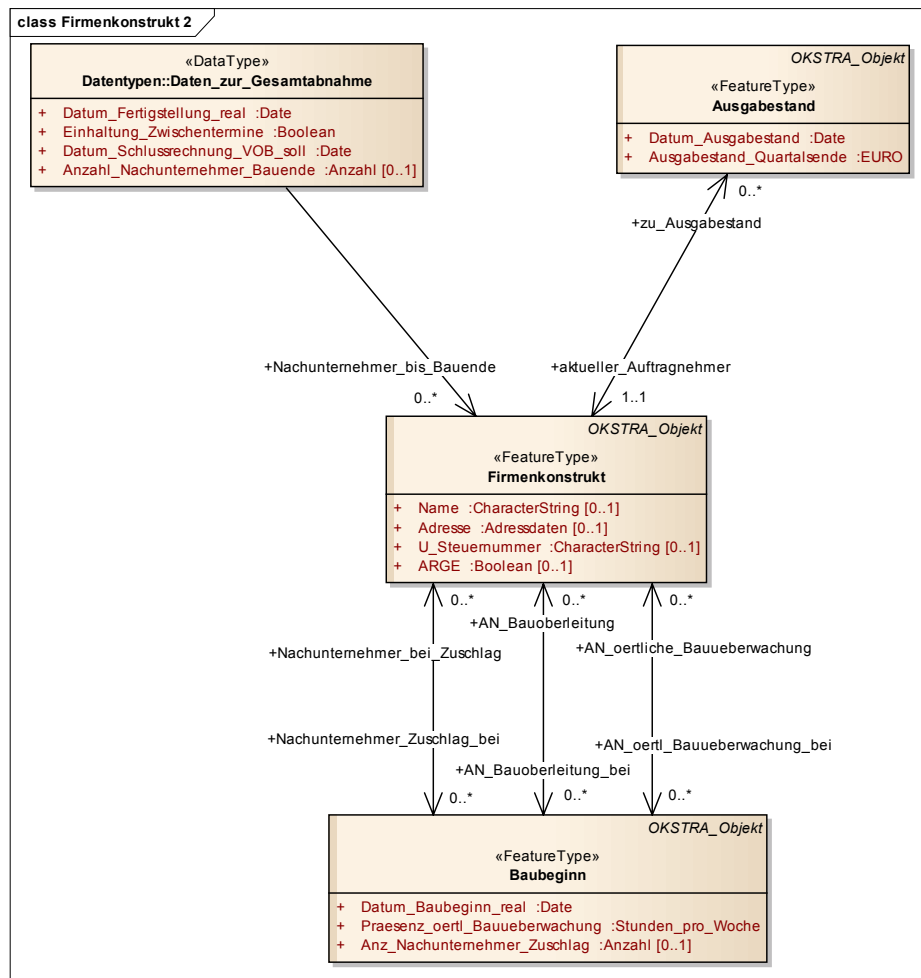 class Firmenkonstrukt 2
«DataType»
Datentypen::Daten_zur_Gesamtabnahme
+ Datum_Fertigstellung_real :Date
+ Einhaltung_Zwischentermine :Boolean
+ Datum_Schlussrechnung_VOB_soll :Date
+ Anzahl_Nachunternehmer_Bauende :Anzahl [0..1]
OKSTRA_Objekt
«FeatureType»
Ausgabestand
+ Datum_Ausgabestand :Date
+ Ausgabestand_Quartalsende :EURO
0..*
+zu_Ausgabestand
+Nachunternehmer_bis_Bauende
0..*
+aktueller_Auftragnehmer
1..1
OKSTRA_Objekt
«FeatureType»
Firmenkonstrukt
+ Name :CharacterString [0..1]
+ Adresse :Adressdaten [0..1]
+ U_Steuernummer :CharacterString [0..1]
+ ARGE :Boolean [0..1]
0..*
0..*
0..*
+AN_Bauoberleitung
+Nachunternehmer_bei_Zuschlag
+AN_oertliche_Bauueberwachung
+Nachunternehmer_Zuschlag_bei
+AN_oertl_Bauueberwachung_bei
+AN_Bauoberleitung_bei
0..*
0..*
0..*
OKSTRA_Objekt
«FeatureType»
Baubeginn
+ Datum_Baubeginn_real :Date
+ Praesenz_oertl_Bauueberwachung :Stunden_pro_Woche
+ Anz_Nachunternehmer_Zuschlag :Anzahl [0..1]